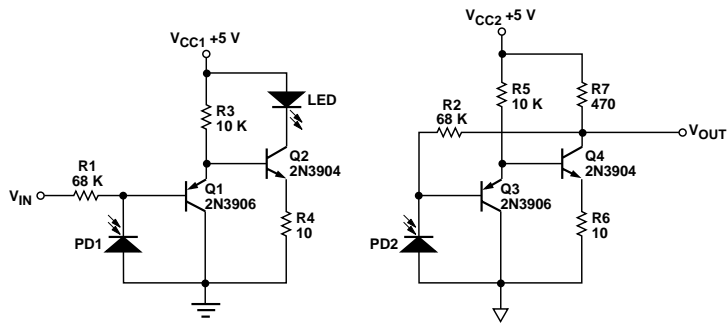 VCC1 +5 V
R3
10 K
LED
R1
68 K
VIN
Q1
2N3906
Q2
2N3904
R4
10
PD1
VCC2 +5 V
R5
10 K
R7
470
R2
68 K
VOUT
Q3
2N3906
Q4
2N3904
R6
10
PD2